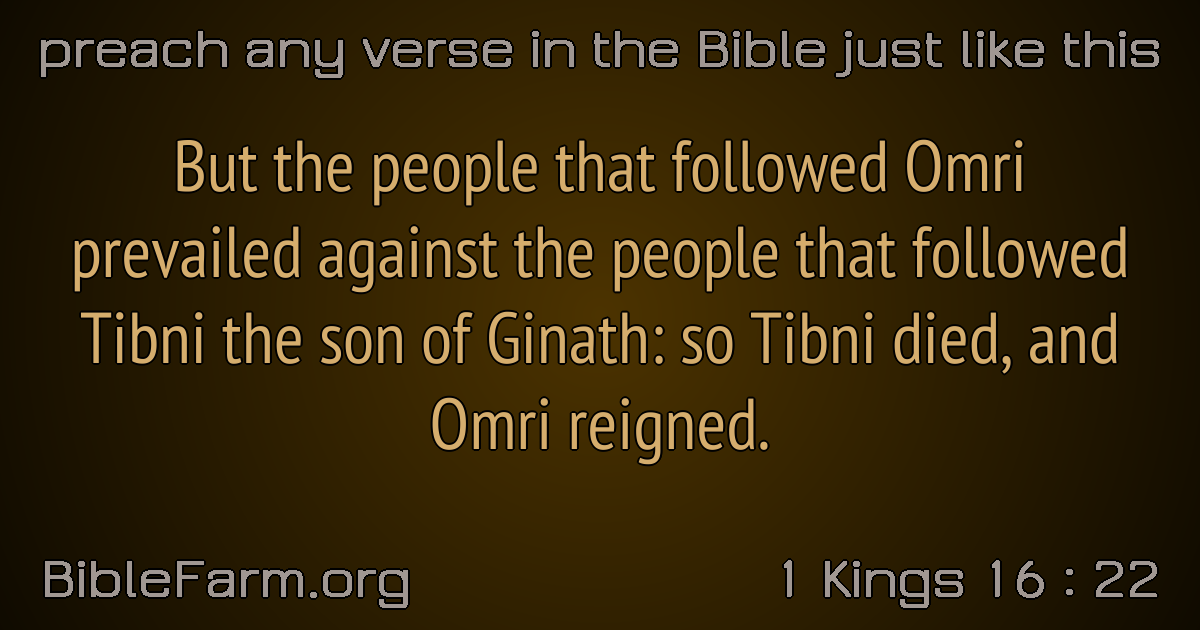 preach any verse in the Bible just like this
But the people that followed Omri
prevailed against the people that followed
Tibni the son of Ginath: so Tibni died, and
Omri reigned.
BibleFarm.org
1 Kings 16 : 22